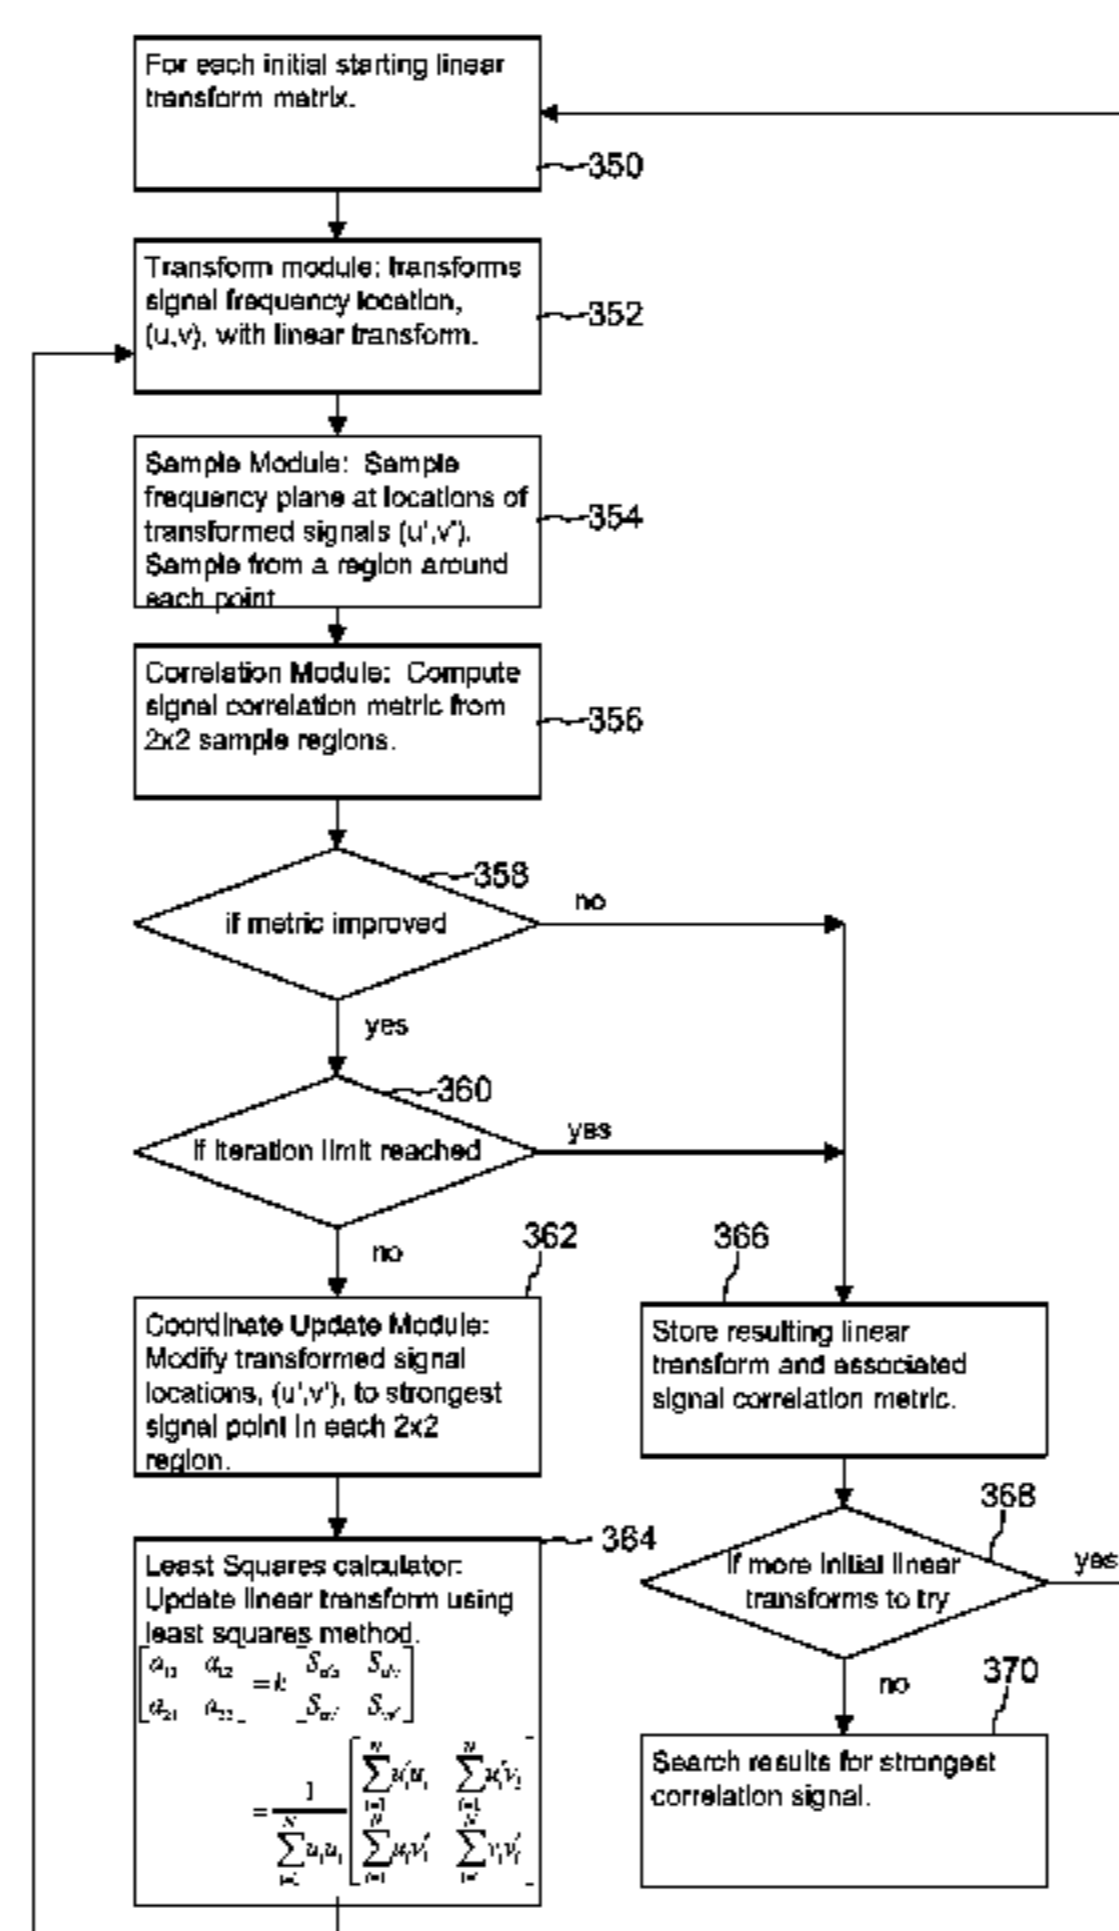 For each initial starting linear
transform matrix.
350
Transform module: transforms
signal frequency location,
(u,v), with linear transform.
352
Sample Module: Sample
frequency plane at locations of
transformed signals (u',v').
Sample from a region around
each point
354
Correlation Module: Compute
signal correlation metric from
2x2 sample regions.
356
358
if metric improved
no
yes
360
If iteration limit reached
yes
no
362
Coordinate Update Module:
Modify transformed signal
locations, (u',v'), to strongest
signal point in each 2x2
region.
364
Least Squares calculator:
Update linear transform using
least squares method.
366
Store resulting linear
transform and associated
signal correlation metric.
368
If more initial linear
transforms to try
yes
no
370
Search results for strongest
correlation signal.